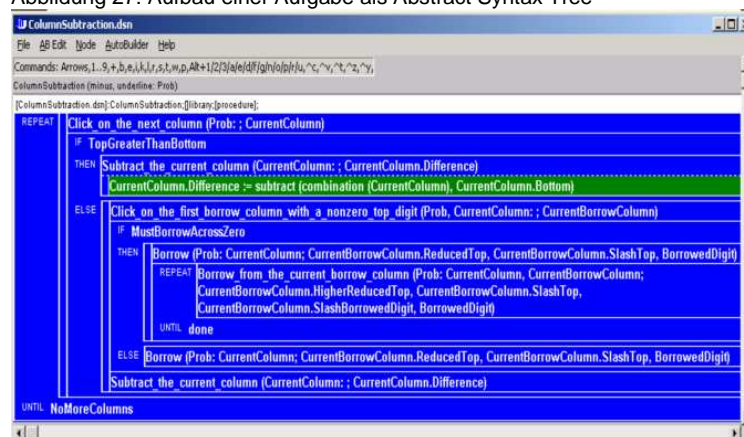 Abbildung 27: Aufbau einer Aufgabe als Abstract Syntax Tree
ColumnSubtraction.dsn
File AB Edit Node AutoBuilder Help
Commands: Arrows,1..9,+,b,e,i,k,l,r,s,t,w,p,Alt+1/2/3/a/e/d/f/g/n/o/p/r/u,^c,^v,^t,^z,^y,
ColumnSubtraction (minus, underline: Prob)
[ColumnSubtraction.dsn]:ColumnSubtraction;[]library;[procedure];
REPEAT Click_on_the_next_column (Prob: ; CurrentColumn)
IF TopGreaterThanBottom
THEN Subtract_the_current_column (CurrentColumn: ; CurrentColumn.Difference)
CurrentColumn.Difference := subtract (combination (CurrentColumn), CurrentColumn.Bottom)
ELSE Click_on_the_first_borrow_column_with_a_nonzero_top_digit (Prob, CurrentColumn: ; CurrentBorrowColumn)
IF MustBorrowAcrossZero
THEN Borrow (Prob: CurrentColumn; CurrentBorrowColumn.ReducedTop, CurrentBorrowColumn.SlashTop, BorrowedDigit)
REPEAT Borrow_from_the_current_borrow_column (Prob: CurrentColumn, CurrentBorrowColumn;
CurrentBorrowColumn.HigherReducedTop, CurrentBorrowColumn.SlashTop,
CurrentBorrowColumn.SlashBorrowedDigit, BorrowedDigit)
UNTIL done
ELSE Borrow (Prob: CurrentColumn; CurrentBorrowColumn.ReducedTop, CurrentBorrowColumn.SlashTop, BorrowedDigit)
Subtract_the_current_column (CurrentColumn: ; CurrentColumn.Difference)
UNTIL NoMoreColumns